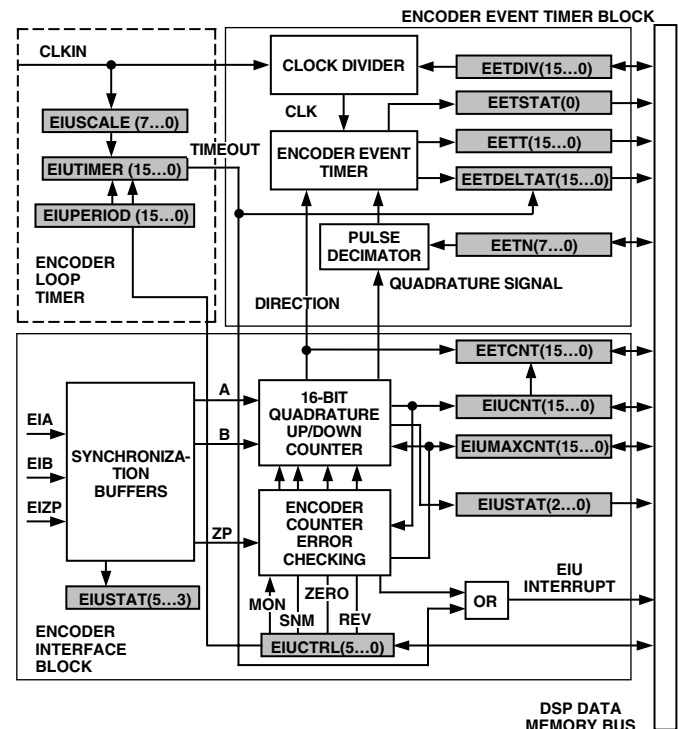 ENCODER EVENT TIMER BLOCK
CLKIN
CLOCK DIVIDER
EETDIV(15...0)
CLK
EETSTAT(0)
EIUSCALE (7...0)
TIMEOUT
ENCODER EVENT
TIMER
EETT(15...0)
EIUTIMER (15...0)
EETDELTAT(15...0)
EIUPERIOD (15...0)
PULSE
DECIMATOR
EETN(7...0)
ENCODER
LOOP
TIMER
QUADRATURE SIGNAL
DIRECTION
EETCNT(15...0)
A
16-BIT
QUADRATURE
UP/DOWN
COUNTER
EIUCNT(15...0)
EIA
B
EIUMAXCNT(15...0)
SYNCHRONIZA-
TION
BUFFERS
EIB
EIZP
ZP
ENCODER
COUNTER
ERROR
CHECKING
EIUSTAT(2...0)
EIU
INTERRUPT
EIUSTAT(5...3)
MON
SNM
ZERO
REV
OR
ENCODER
INTERFACE
BLOCK
EIUCTRL(5...0)
DSP DATA
MEMORY BUS